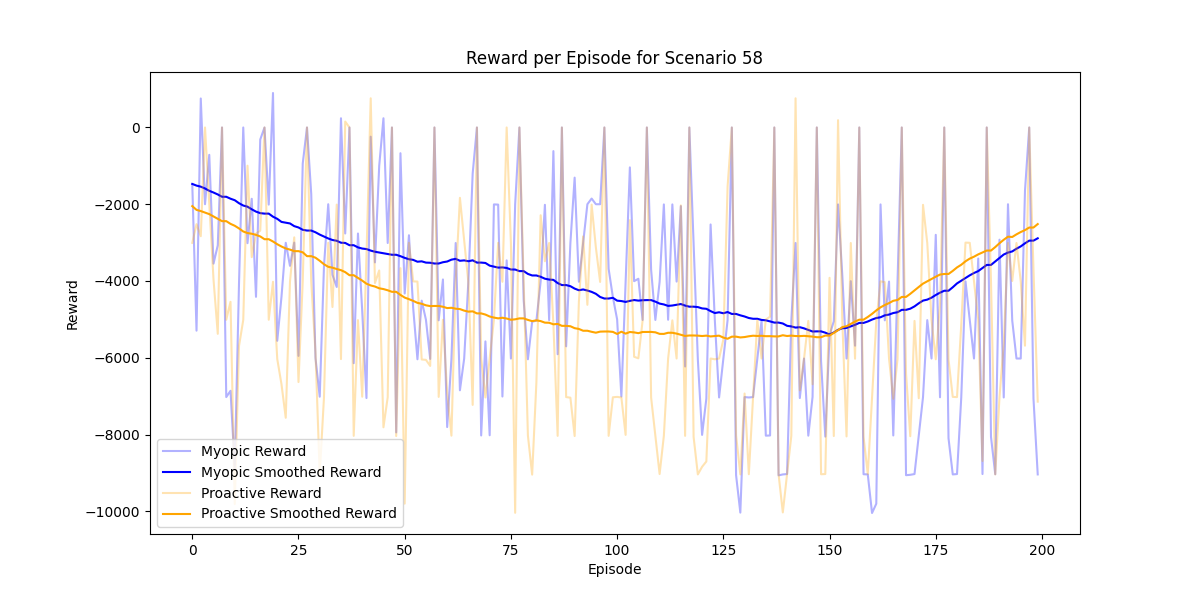 Reward per Episode for Scenario 58
Reward
0
−2000
−4000
−6000
−8000
−10000
Myopic Reward
Myopic Smoothed Reward
Proactive Reward
Proactive Smoothed Reward
0 25 50 75 100 125 150 175 200
Episode